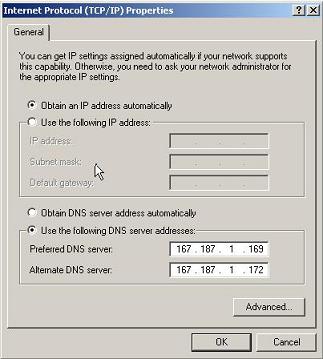 Internet Protocol (TCP/IP) Properties
General
You can get IP settings assigned automatically if your network supports
this capability. Otherwise, you need to ask your network administrator for
the appropriate IP settings.
Obtain an IP address automatically
Use the following IP address:
IP address:
Subnet mask:
Default gateway:
Obtain DNS server address automatically
Use the following DNS server addresses:
Preferred DNS server: 167 . 187 . 1 . 169
Alternate DNS server: 167 . 187 . 1 . 172
Advanced...
OK Cancel